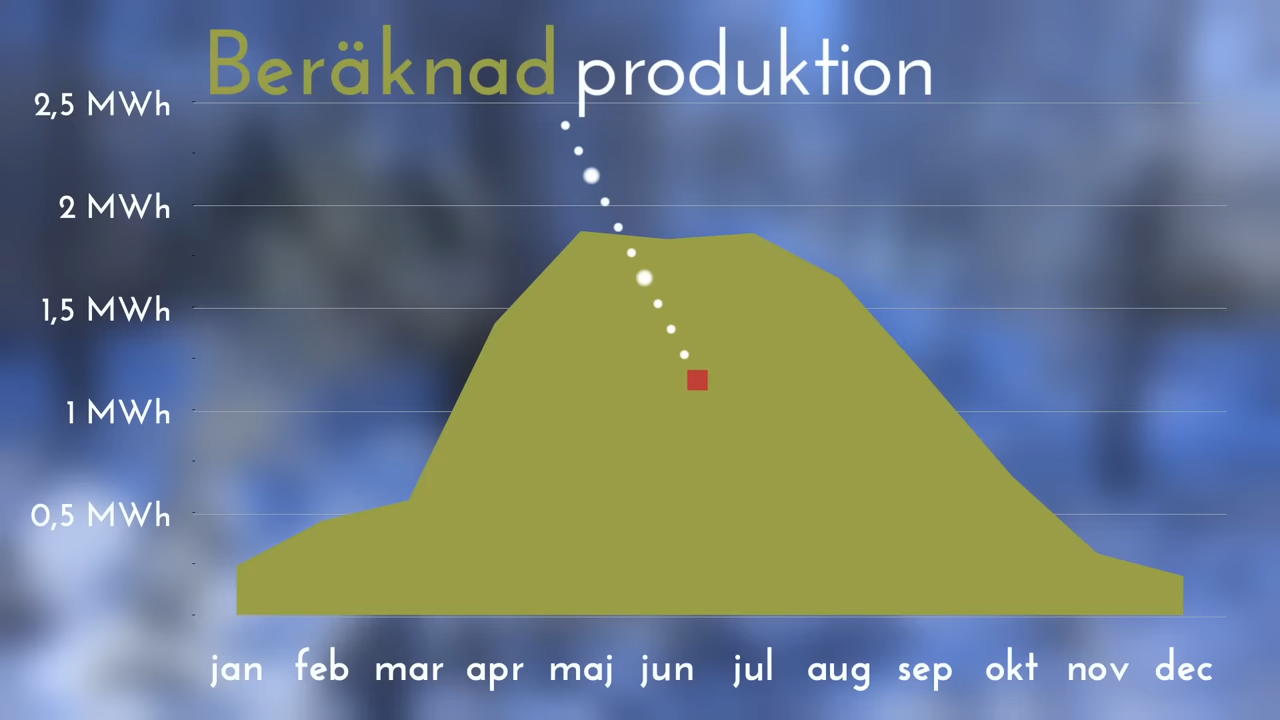 Beräknad produktion
2,5 MWh
2 MWh
1,5 MWh
1 MWh
0,5 MWh
jan feb mar apr maj jun jul aug sep okt nov dec